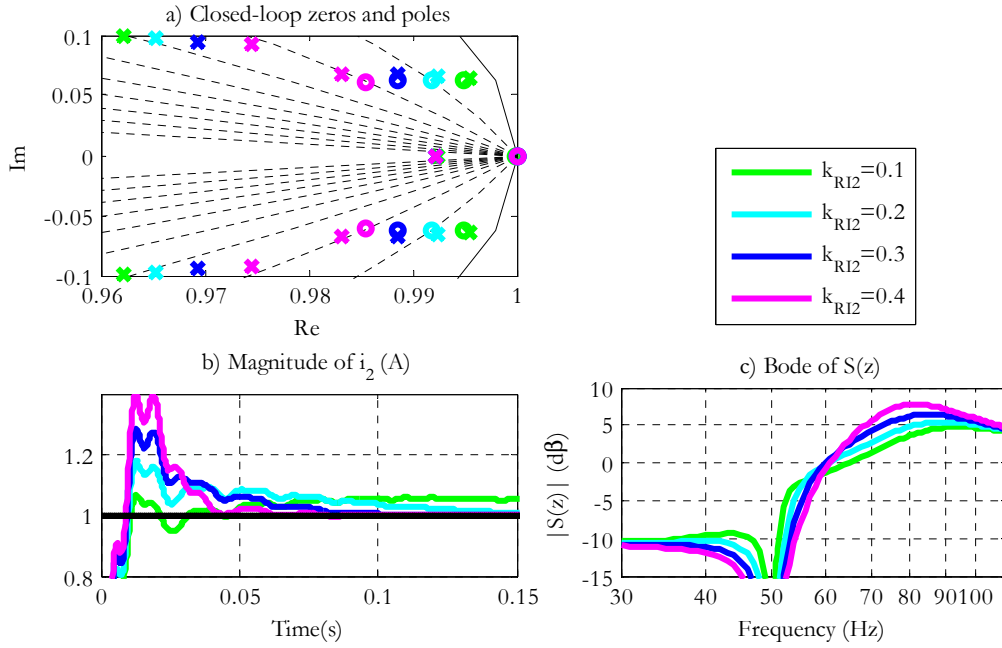 a) Closed-loop zeros and poles
0.1
0.05
0
-0.05
-0.1
Im
0.96
0.97
0.98
0.99
1
Re
k_RI2=0.1
k_RI2=0.2
k_RI2=0.3
k_RI2=0.4
b) Magnitude of i_2 (A)
1.2
1
0.8
0
0.05
0.1
0.15
Time(s)
c) Bode of S(z)
10
5
0
-5
-10
-15
|S(z)| (dβ)
30
40
50
60
70
80
90
100
Frequency (Hz)